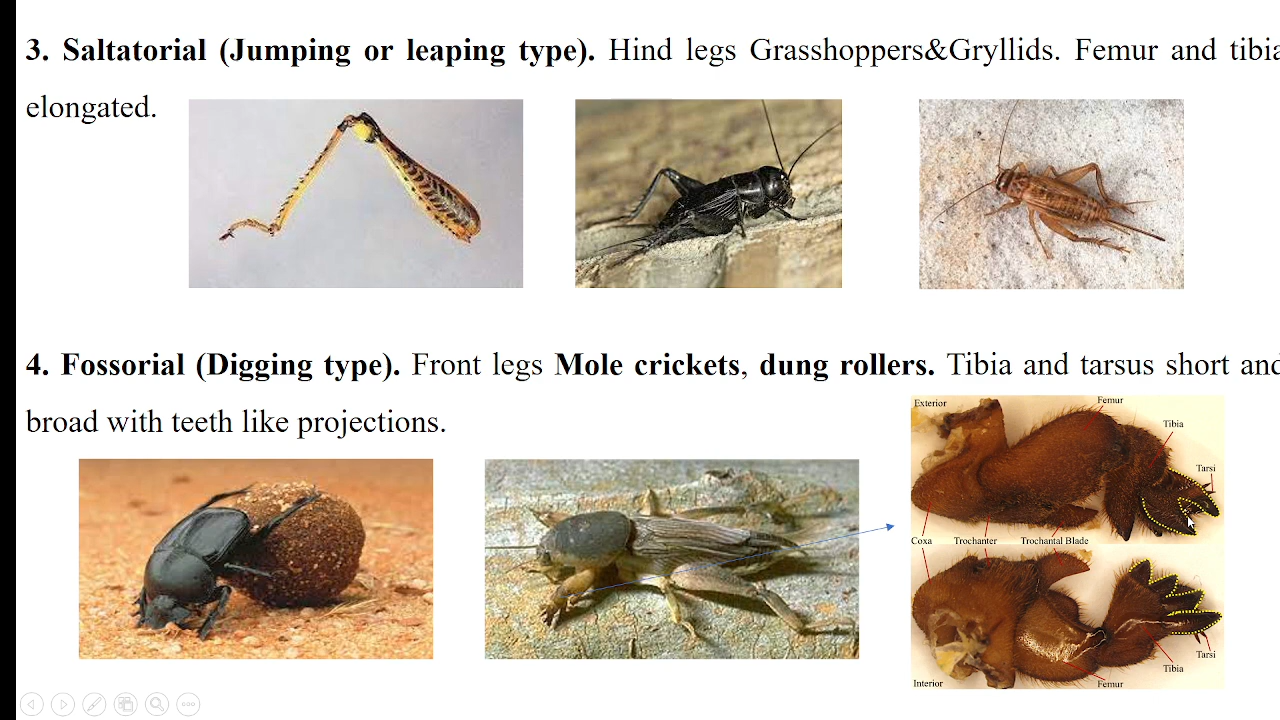 3. Saltatorial (Jumping or leaping type). Hind legs Grasshoppers&Gryllids. Femur and tibia
elongated.
4. Fossorial (Digging type). Front legs Mole crickets, dung rollers. Tibia and tarsus short and
broad with teeth like projections.
Exterior
Femur
Tibia
Tarsi
Coxa
Trochanter
Trochantal Blade
Tarsi
Tibia
Interior
Femur